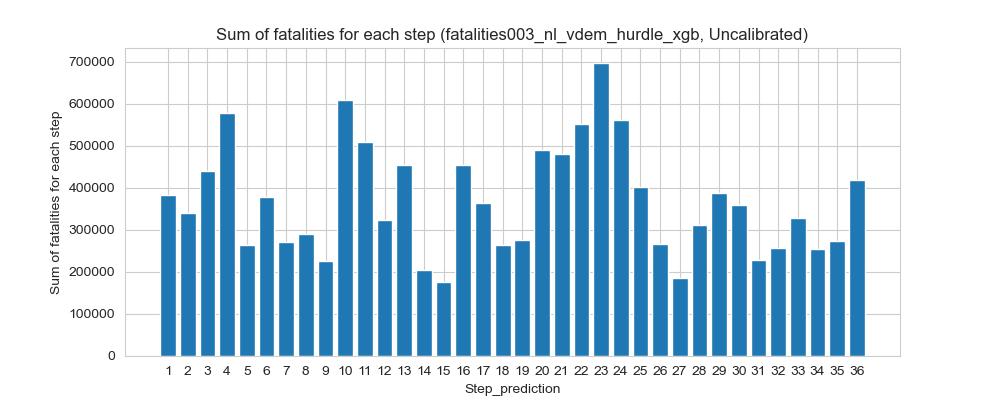 Sum of fatalities for each step (fatalities003_nl_vdem_hurdle_xgb, Uncalibrated)
700000
600000
500000
400000
300000
200000
100000
0
Sum of fatalities for each step
1 2 3 4 5 6 7 8 9 10 11 12 13 14 15 16 17 18 19 20 21 22 23 24 25 26 27 28 29 30 31 32 33 34 35 36
Step_prediction